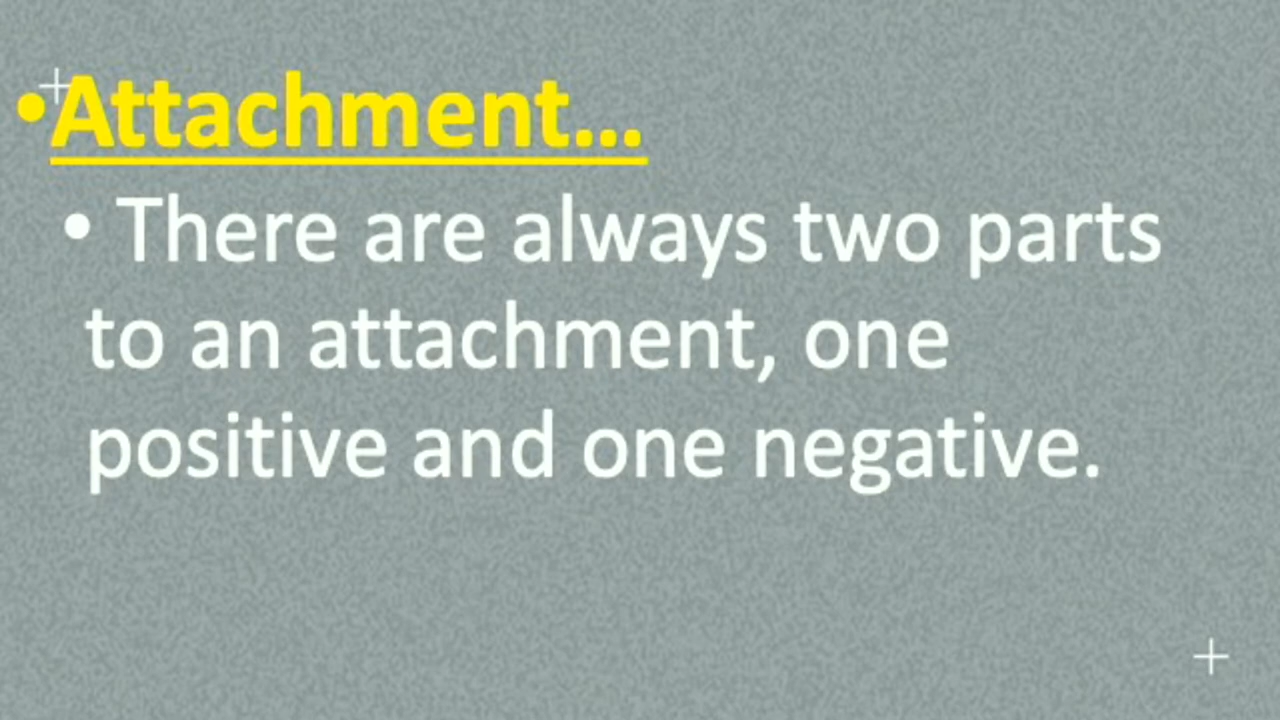 •Attachment...
• There are always two parts
to an attachment, one
positive and one negative.